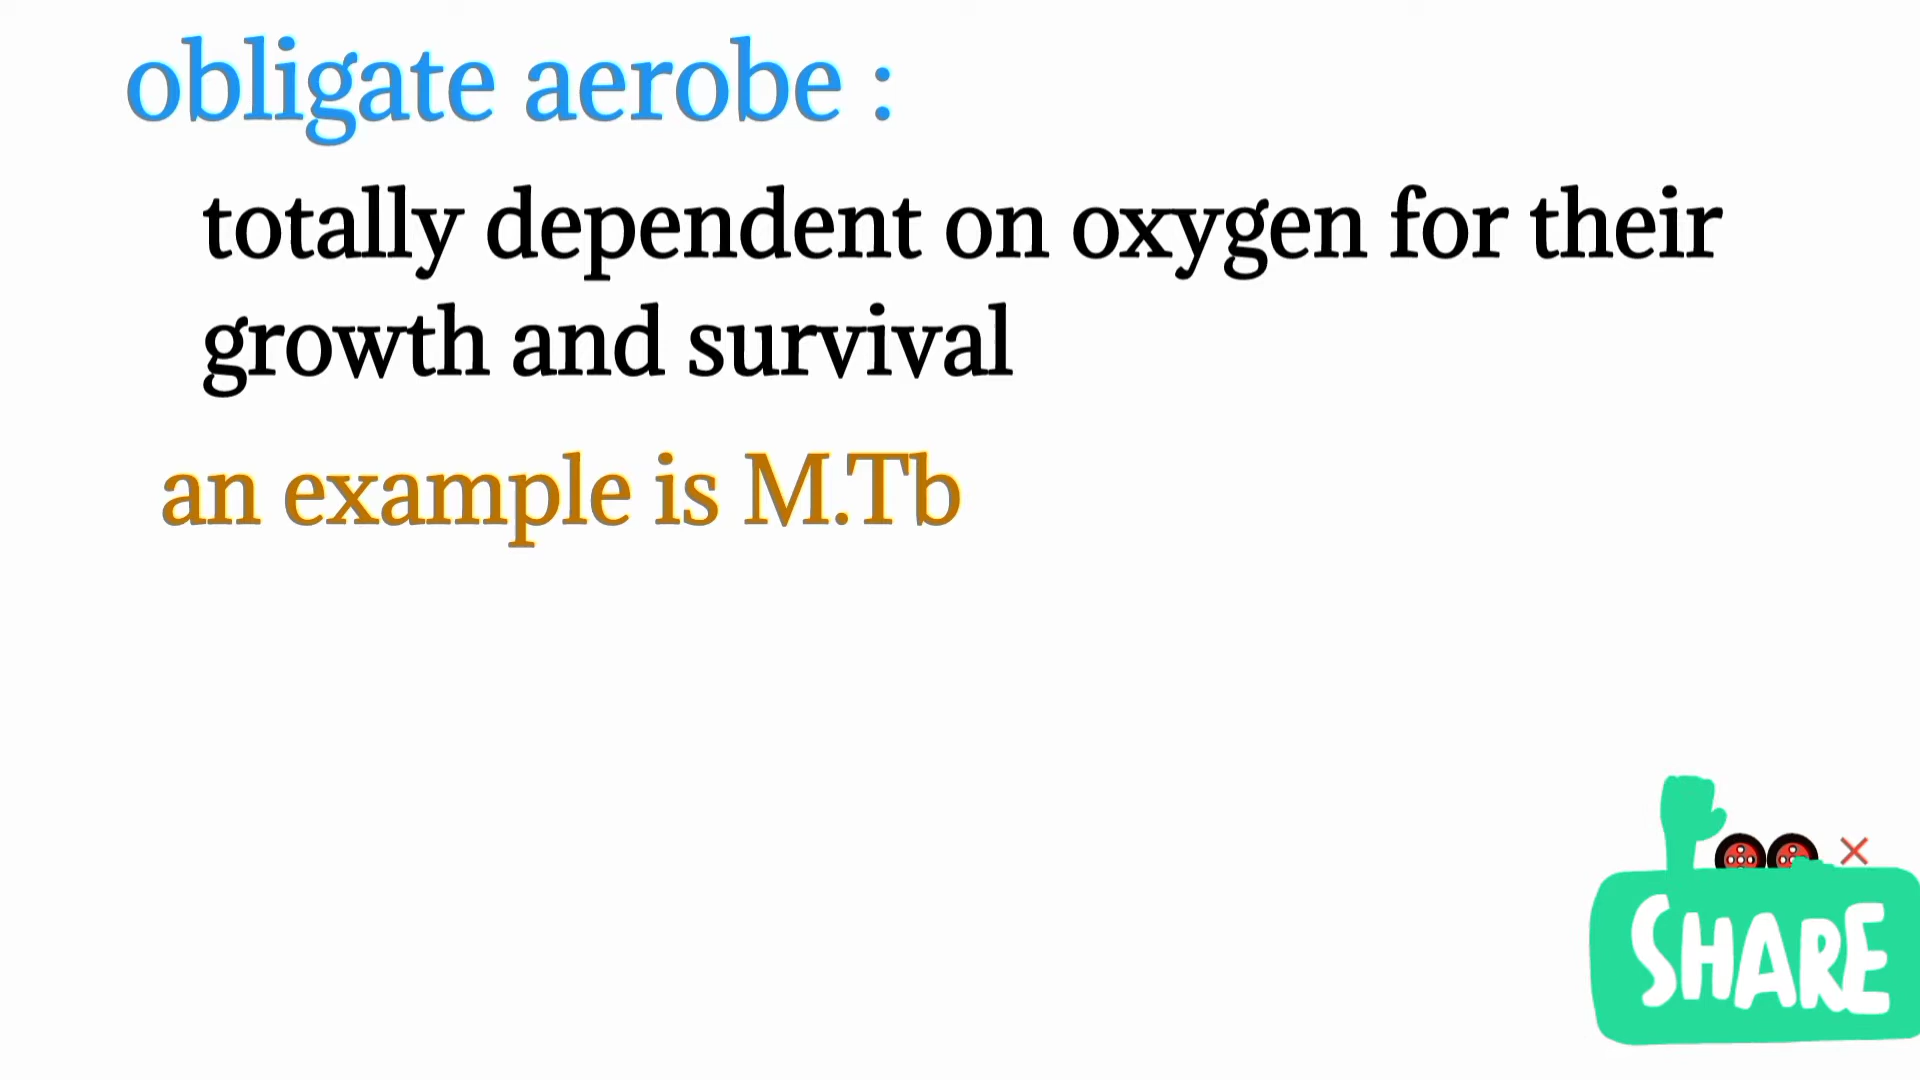 obligate aerobe :
totally dependent on oxygen for their
growth and survival
an example is M.Tb
SHARE